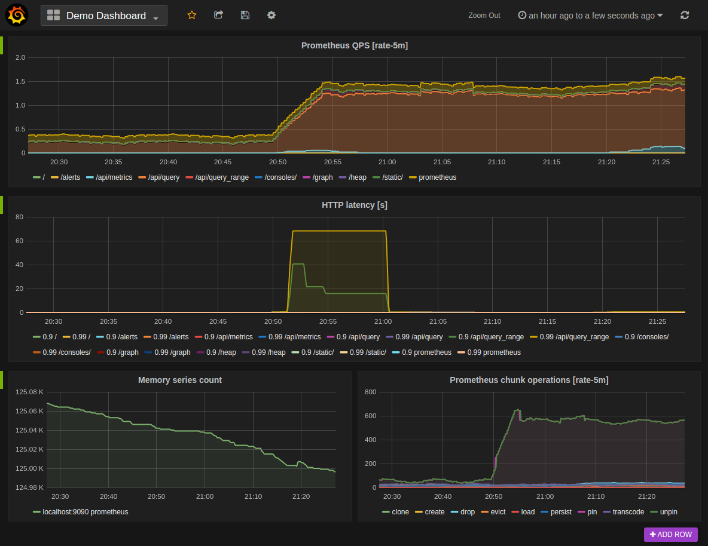 Demo Dashboard
Zoom Out
an hour ago to a few seconds ago
Prometheus QPS [rate-5m]
2.0
1.5
1.0
0.5
0
20:30 20:35 20:40 20:45 20:50 20:55 21:00 21:05 21:10 21:15 21:20 21:25
/ /alerts /api/metrics /api/query /api/query_range /consoles/ /graph /heap /static/ prometheus
HTTP latency [s]
80
60
40
20
0
20:30 20:35 20:40 20:45 20:50 20:55 21:00 21:05 21:10 21:15 21:20 21:25
0.9 / 0.99 / 0.9 /alerts 0.99 /alerts 0.9 /api/metrics 0.99 /api/metrics 0.9 /api/query 0.99 /api/query 0.9 /api/query_range 0.99 /api/query_range 0.9 /consoles/
0.99 /consoles/ 0.9 /graph 0.99 /graph 0.9 /heap 0.99 /heap 0.9 /static/ 0.99 /static/ 0.9 prometheus 0.99 prometheus
Memory series count
125.08 K
125.06 K
125.04 K
125.02 K
125.00 K
124.98 K
20:30 20:40 20:50 21:00 21:10 21:20
localhost:9090 prometheus
Prometheus chunk operations [rate-5m]
800
600
400
200
0
20:30 20:40 20:50 21:00 21:10 21:20
clone create drop evict load persist pin transcode unpin
ADD ROW